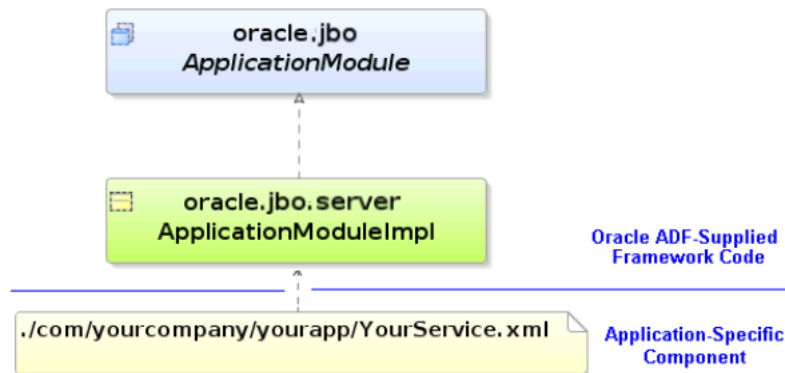 oracle.jbo
ApplicationModule
oracle.jbo.server
ApplicationModuleImpl
Oracle ADF-Supplied
Framework Code
./com/yourcompany/yourapp/YourService.xml
Application-Specific
Component